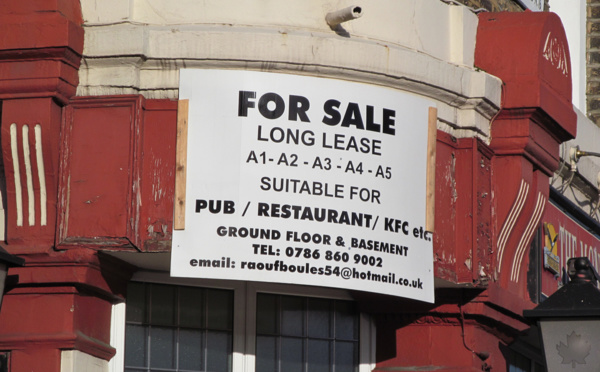 FOR SALE
LONG LEASE
A1- A2 - A3 - A4 - A5
SUITABLE FOR
PUB / RESTAURANT/ KFC etc.
GROUND FLOOR & BASEMENT
TEL: 0786 860 9002
email: raoufboules54@hotmail.co.uk
THE